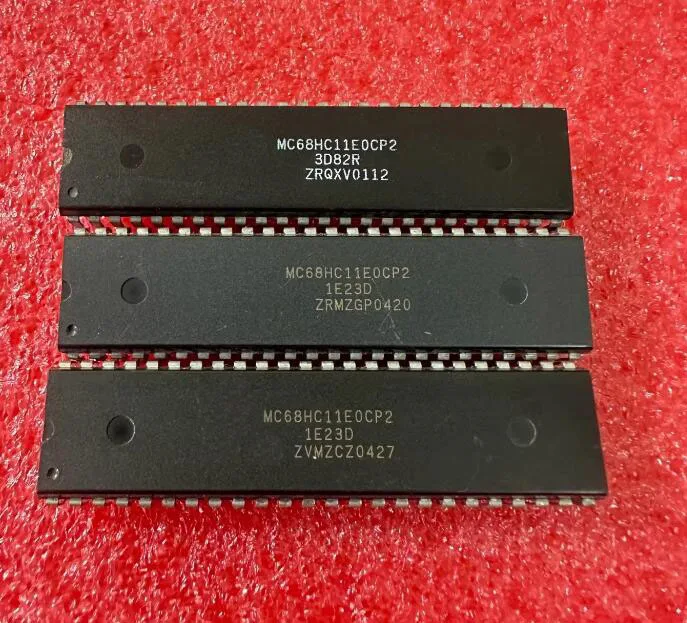 MC68HC11E0CP2
3D82R
ZRQXV0112
MC68HC11E0CP2
1E23D
ZRMZGP0420
MC68HC11E0CP2
1E23D
ZVMZCZ0427